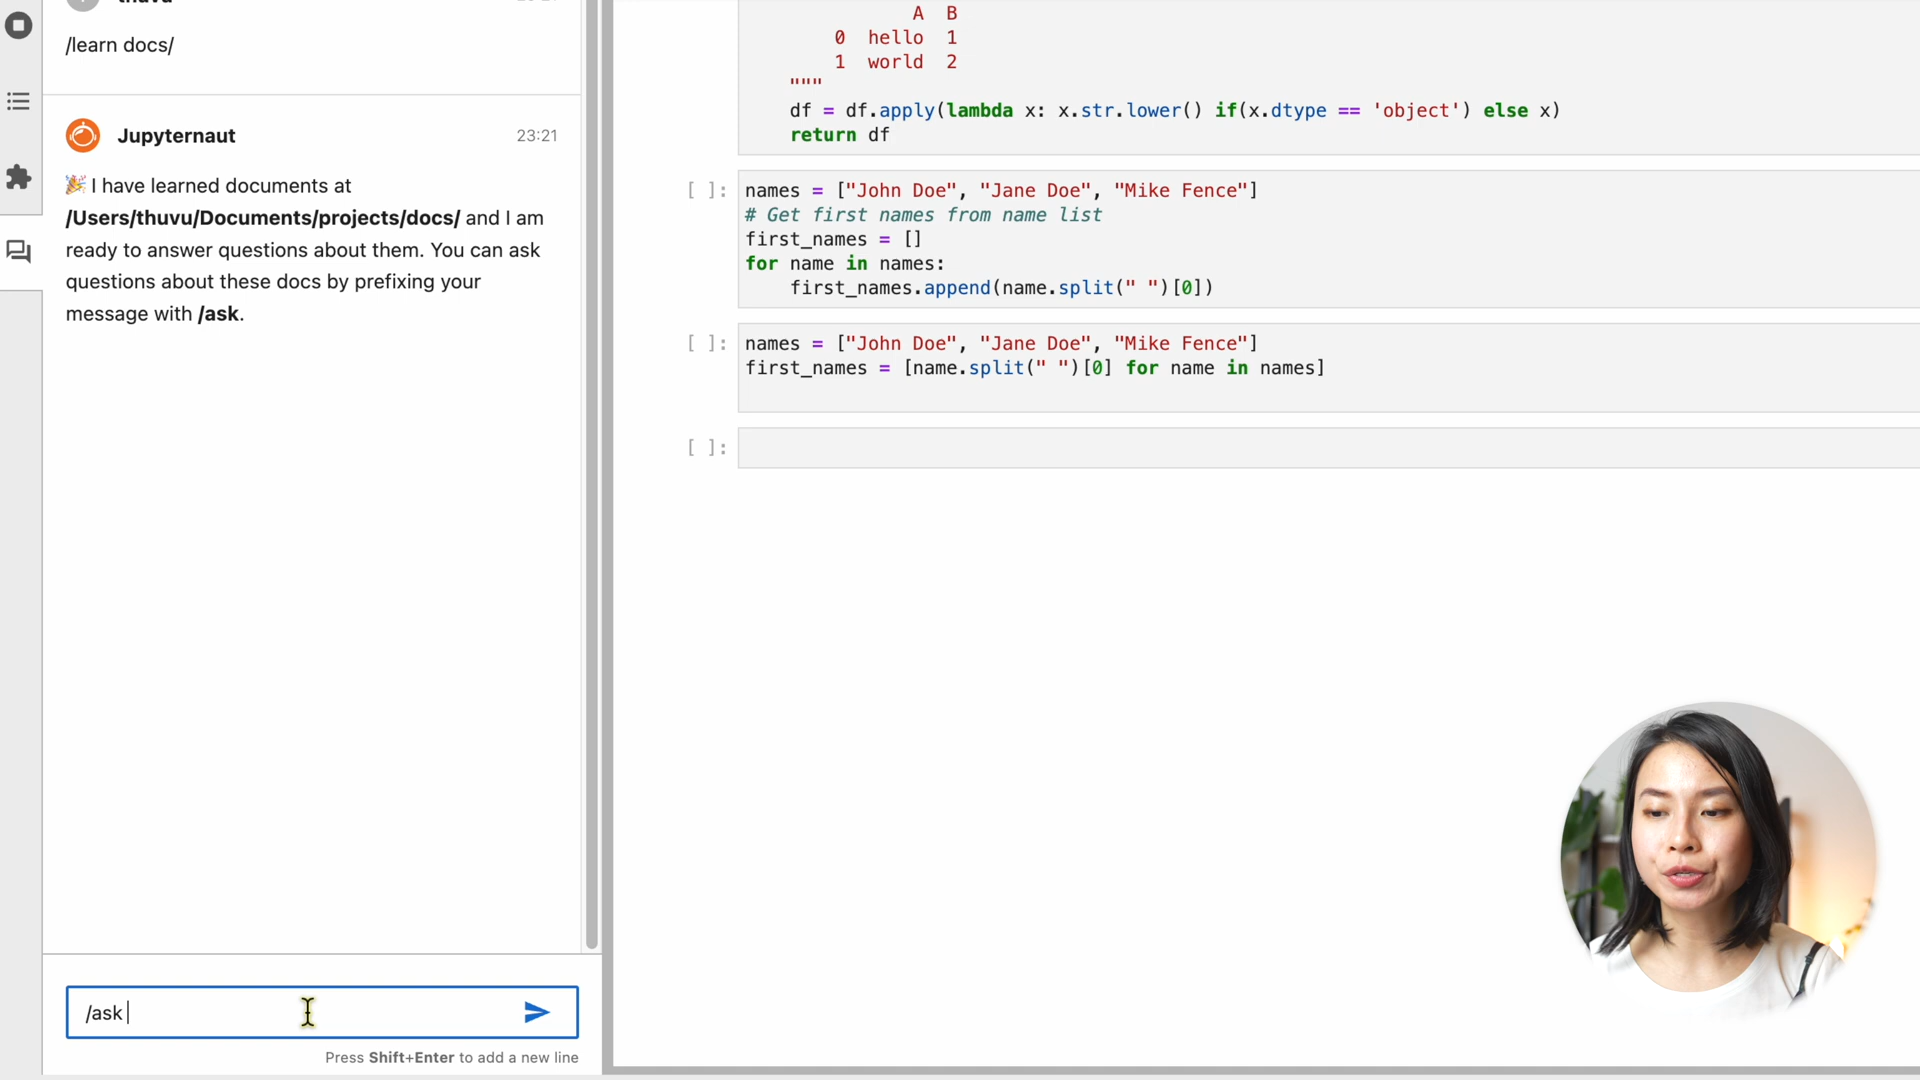 /learn docs/
Jupyternaut
23:21
🎉 I have learned documents at
/Users/thuvu/Documents/projects/docs/ and I am
ready to answer questions about them. You can ask
questions about these docs by prefixing your
message with /ask.
/ask
Press Shift+Enter to add a new line
A  B
0  hello  1
1  world  2
"""
df = df.apply(lambda x: x.str.lower() if(x.dtype == 'object') else x)
return df
[ ]: names = ["John Doe", "Jane Doe", "Mike Fence"]
# Get first names from name list
first_names = []
for name in names:
first_names.append(name.split(" ")[0])
[ ]: names = ["John Doe", "Jane Doe", "Mike Fence"]
first_names = [name.split(" ")[0] for name in names]
[ ]: